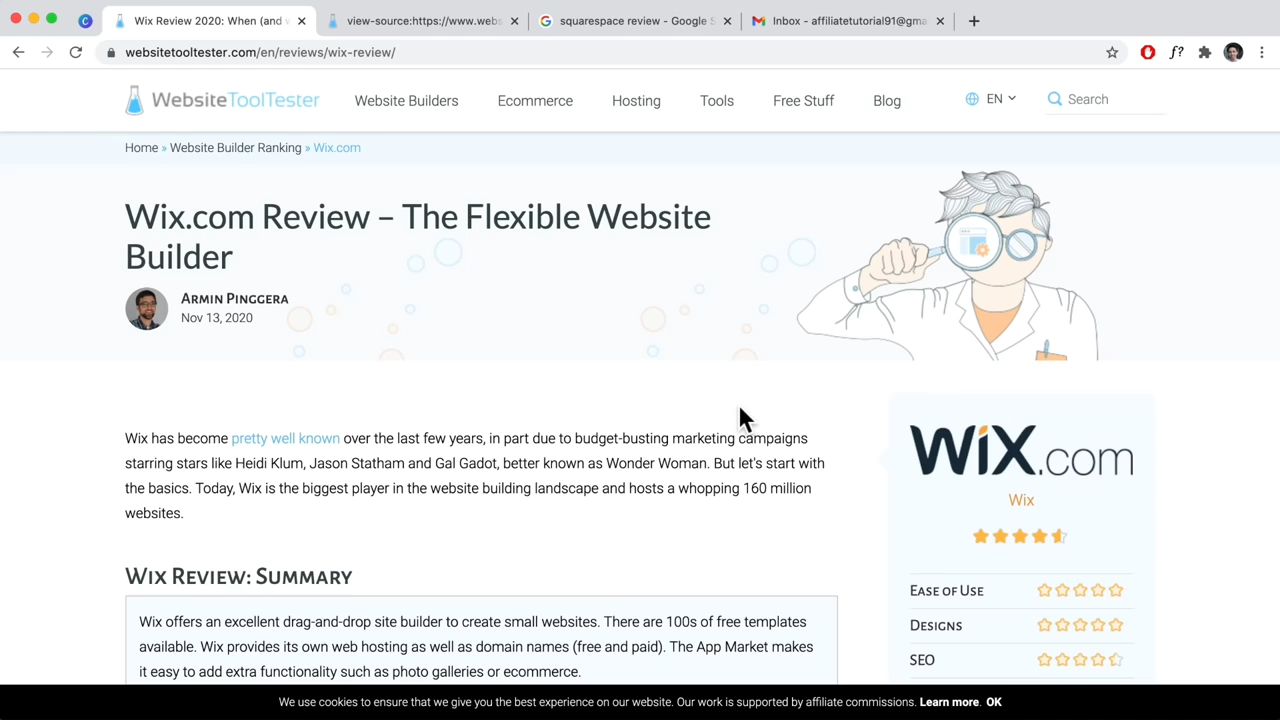 Wix Review 2020: When (and w
view-source:https://www.webs
squarespace review - Google S
Inbox - affiliatetutorial91@gma
websitetooltester.com/en/reviews/wix-review/
WebsiteToolTester
Website Builders
Ecommerce
Hosting
Tools
Free Stuff
Blog
EN
Search
Home » Website Builder Ranking » Wix.com
Wix.com Review – The Flexible Website
Builder
Armin Pinggera
Nov 13, 2020
Wix has become pretty well known over the last few years, in part due to budget-busting marketing campaigns
starring stars like Heidi Klum, Jason Statham and Gal Gadot, better known as Wonder Woman. But let's start with
the basics. Today, Wix is the biggest player in the website building landscape and hosts a whopping 160 million
websites.
Wix Review: Summary
Wix offers an excellent drag-and-drop site builder to create small websites. There are 100s of free templates
available. Wix provides its own web hosting as well as domain names (free and paid). The App Market makes
it easy to add extra functionality such as photo galleries or ecommerce.
WiX.com
Wix
Ease of Use
Designs
SEO
We use cookies to ensure that we give you the best experience on our website. Our work is supported by affiliate commissions. Learn more. OK